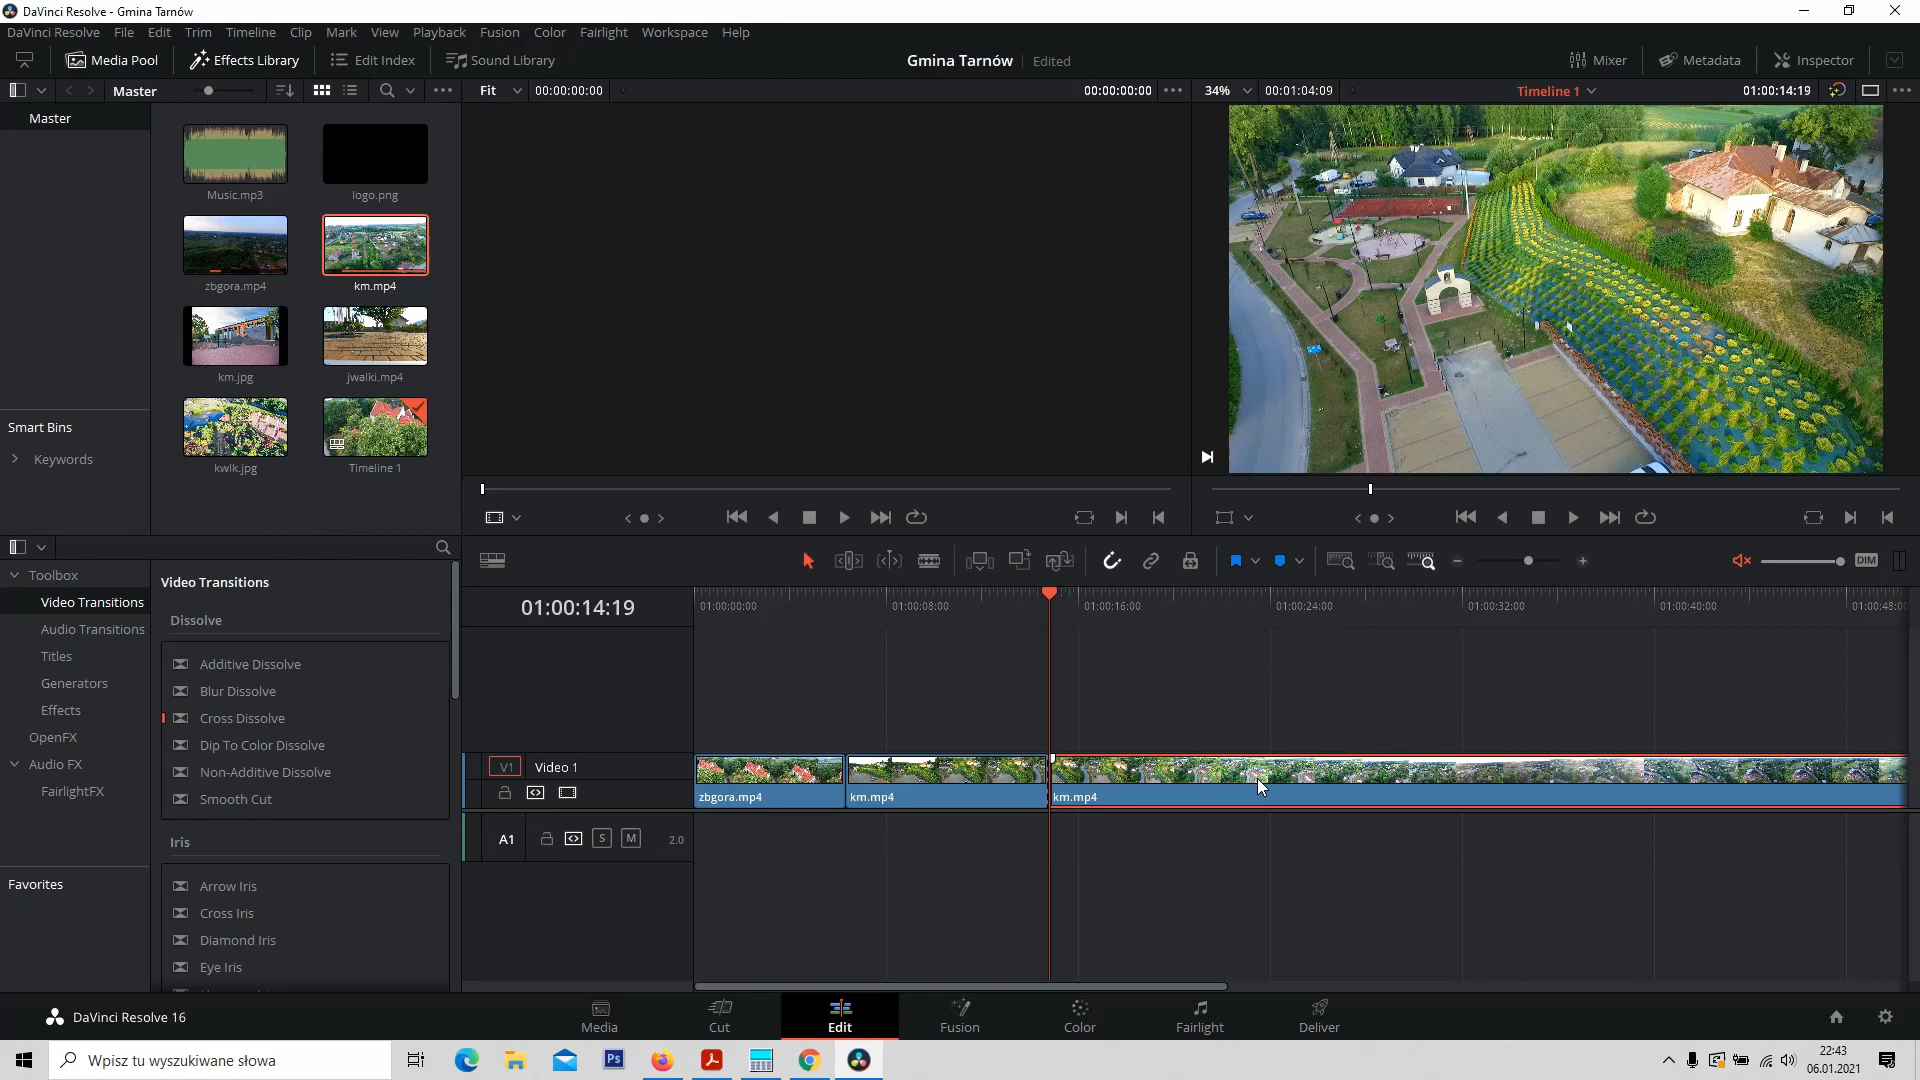 DaVinci Resolve - Gmina Tarnów
DaVinci Resolve File Edit Trim Timeline Clip Mark View Playback Fusion Color Fairlight Workspace Help
Media Pool Effects Library Edit Index Sound Library Gmina Tarnów Edited Mixer Metadata Inspector
Master Fit 00:00:00:00 00:00:00:00 34% 00:01:04:09 Timeline 1 01:00:14:19
Master
Music.mp3 logo.png
zbgora.mp4 km.mp4
km.jpg jwalki.mp4
kwlk.jpg Timeline 1
Smart Bins
Keywords
Toolbox
Video Transitions
Audio Transitions
Titles
Generators
Effects
OpenFX
Audio FX
FairlightFX
Favorites
Video Transitions
Dissolve
Additive Dissolve
Blur Dissolve
Cross Dissolve
Dip To Color Dissolve
Non-Additive Dissolve
Smooth Cut
Iris
Arrow Iris
Cross Iris
Diamond Iris
Eye Iris
DIM
01:00:14:19 01:00:00:00 01:00:08:00 01:00:16:00 01:00:24:00 01:00:32:00 01:00:40:00 01:00:48:00
V1 Video 1
zbgora.mp4 km.mp4 km.mp4
A1 S M 2.0
DaVinci Resolve 16 Media Cut Edit Fusion Color Fairlight Deliver
Wpisz tu wyszukiwane słowa Ps
22:43
06.01.2021